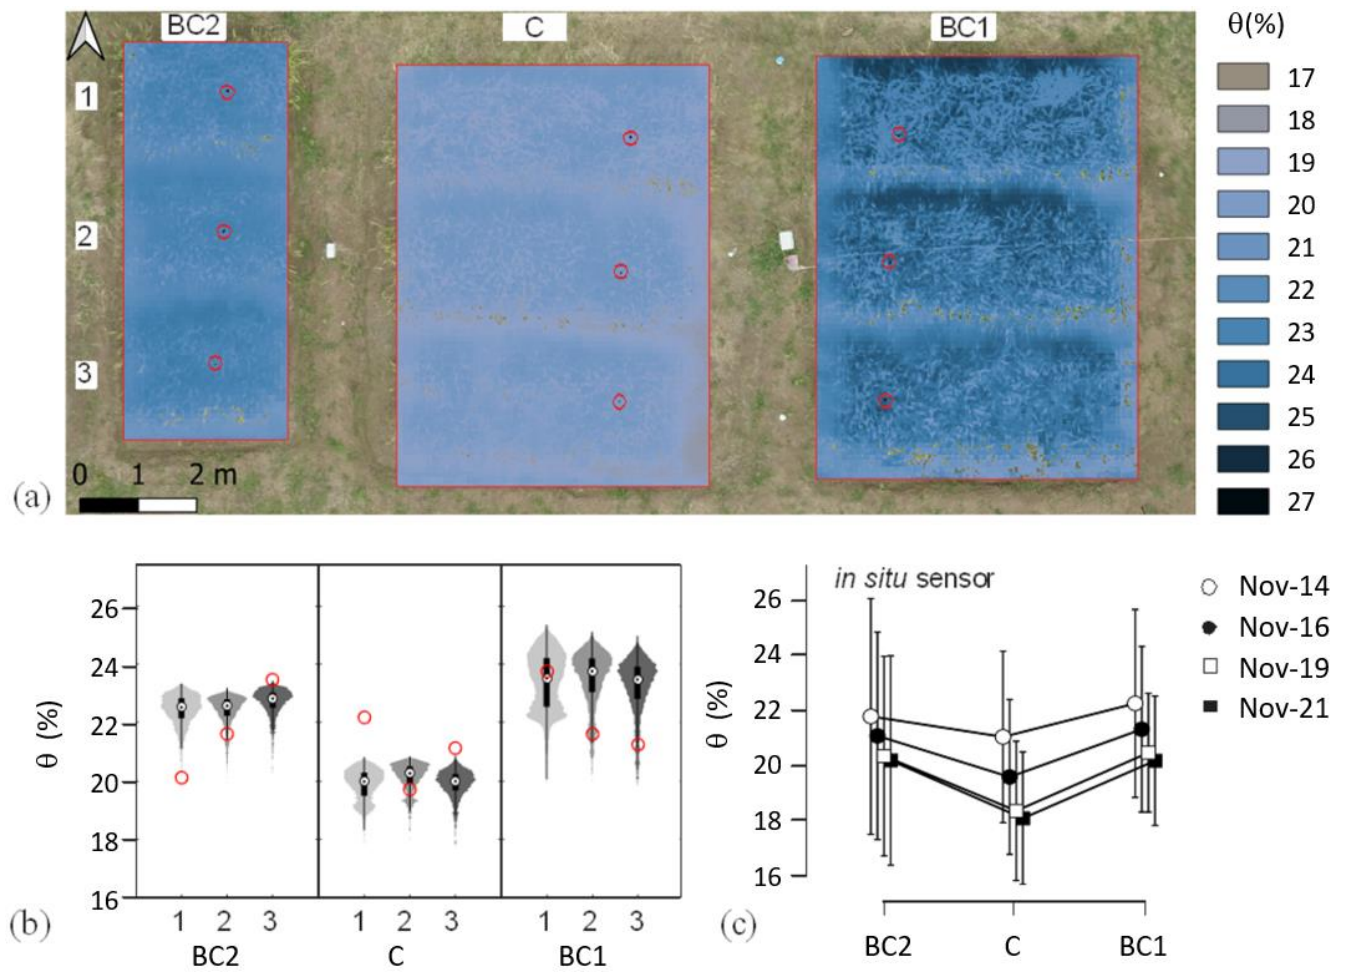 BC2 C BC1 θ(%)
1
2
3
0 1 2 m
(a)
17
18
19
20
21
22
23
24
25
26
27
26
24
22
20
18
16
θ (%)
1 2 3 1 2 3 1 2 3
BC2 C BC1
(b)
in situ sensor
26
24
22
20
18
16
θ (%)
BC2 C BC1
(c)
Nov-14
Nov-16
Nov-19
Nov-21